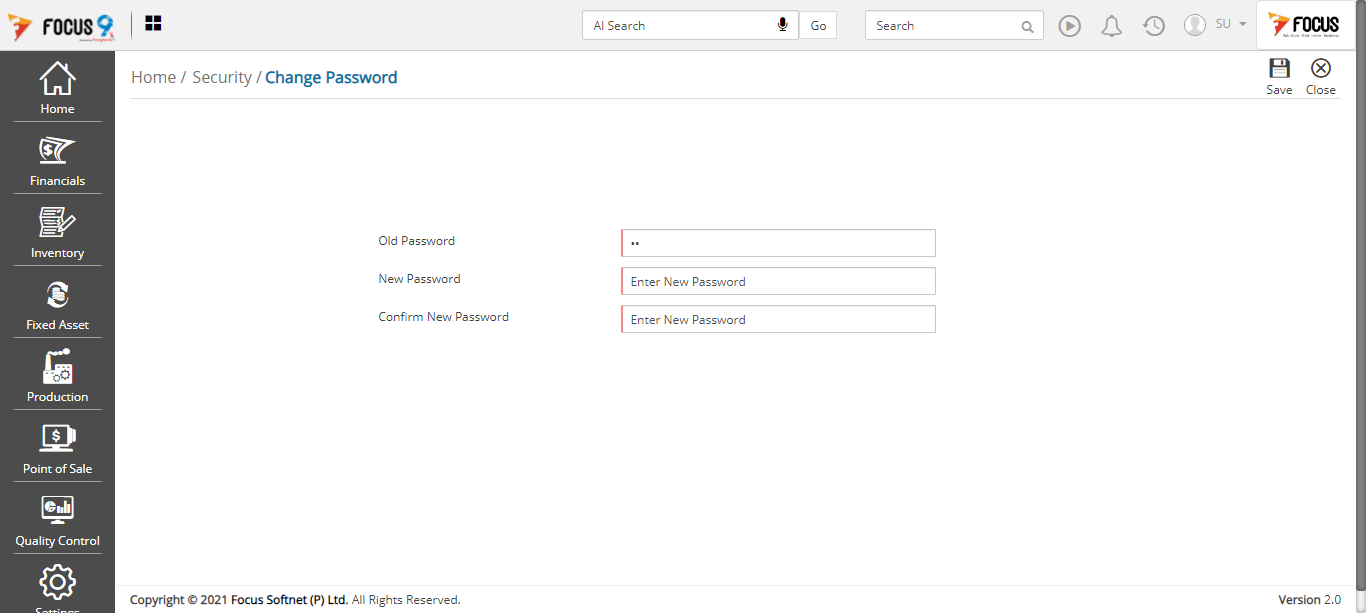 FOCUS 9
AI Search
Go
Search
SU
FOCUS
Home / Security / Change Password
Save
Close
Home
Financials
Inventory
Fixed Asset
Production
Point of Sale
Quality Control
Settings
Old Password
••
New Password
Enter New Password
Confirm New Password
Enter New Password
Copyright © 2021 Focus Softnet (P) Ltd. All Rights Reserved.
Version 2.0